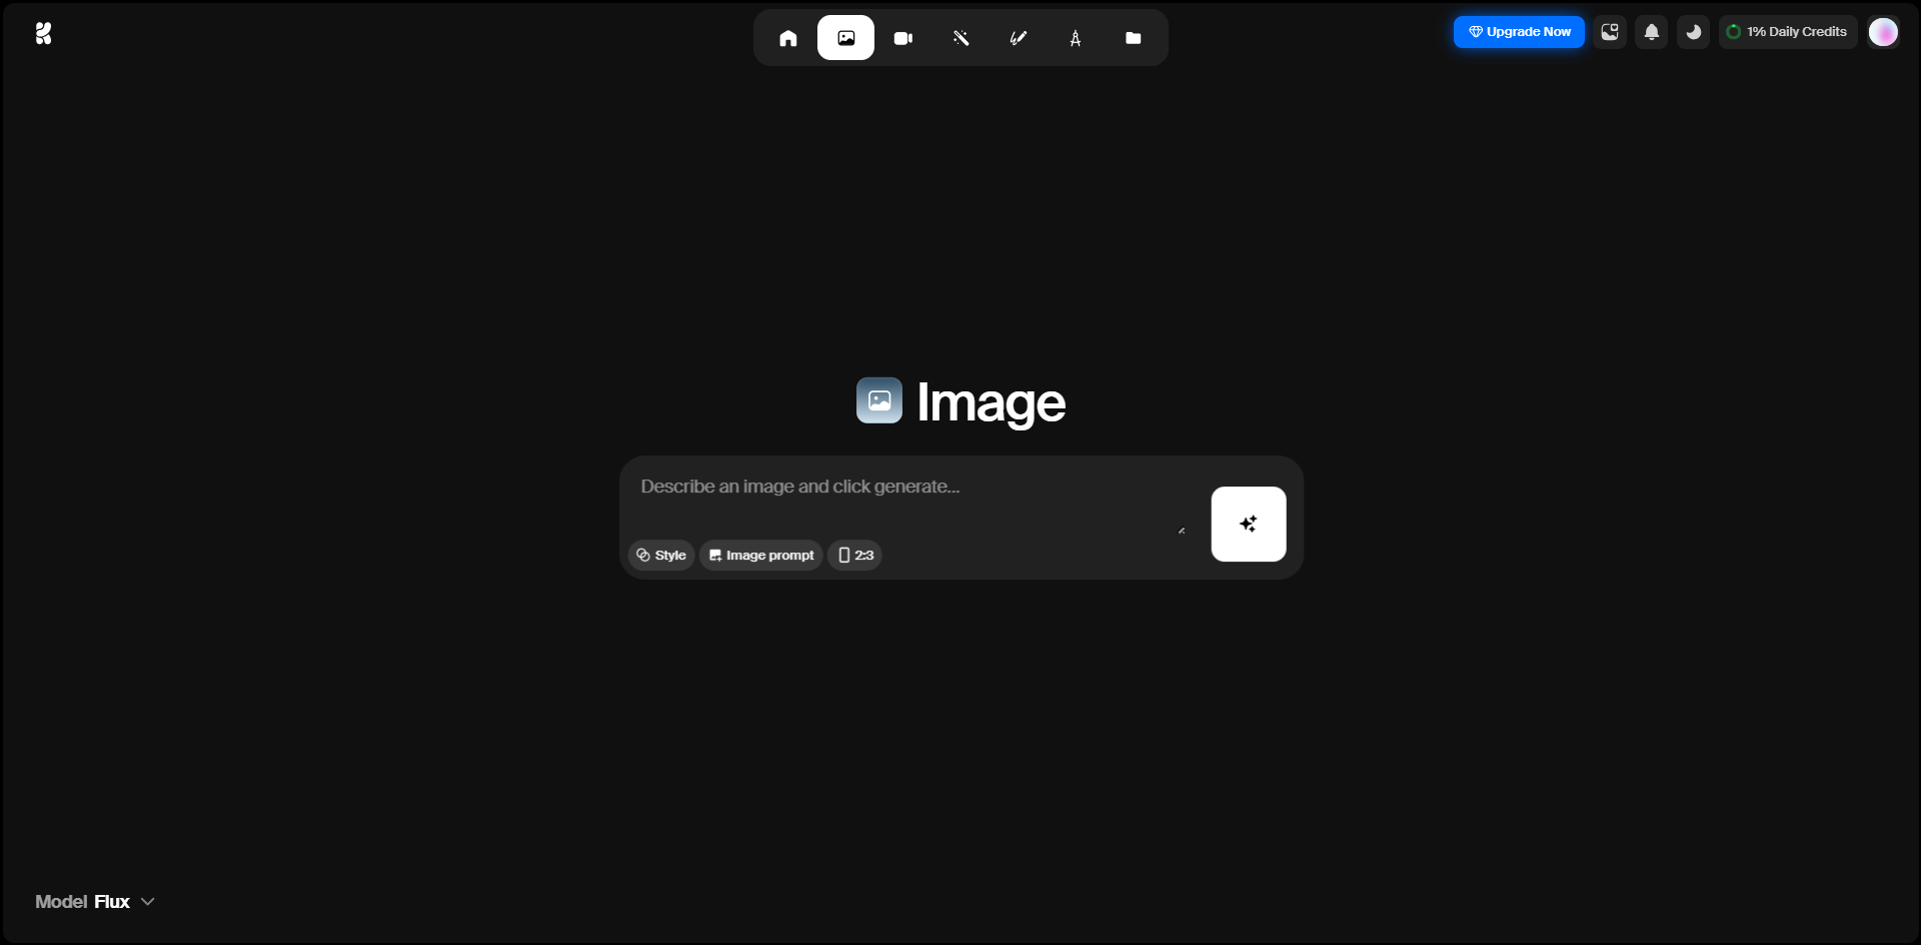 Upgrade Now
1% Daily Credits
Image
Describe an image and click generate...
Style
Image prompt
2:3
Model Flux